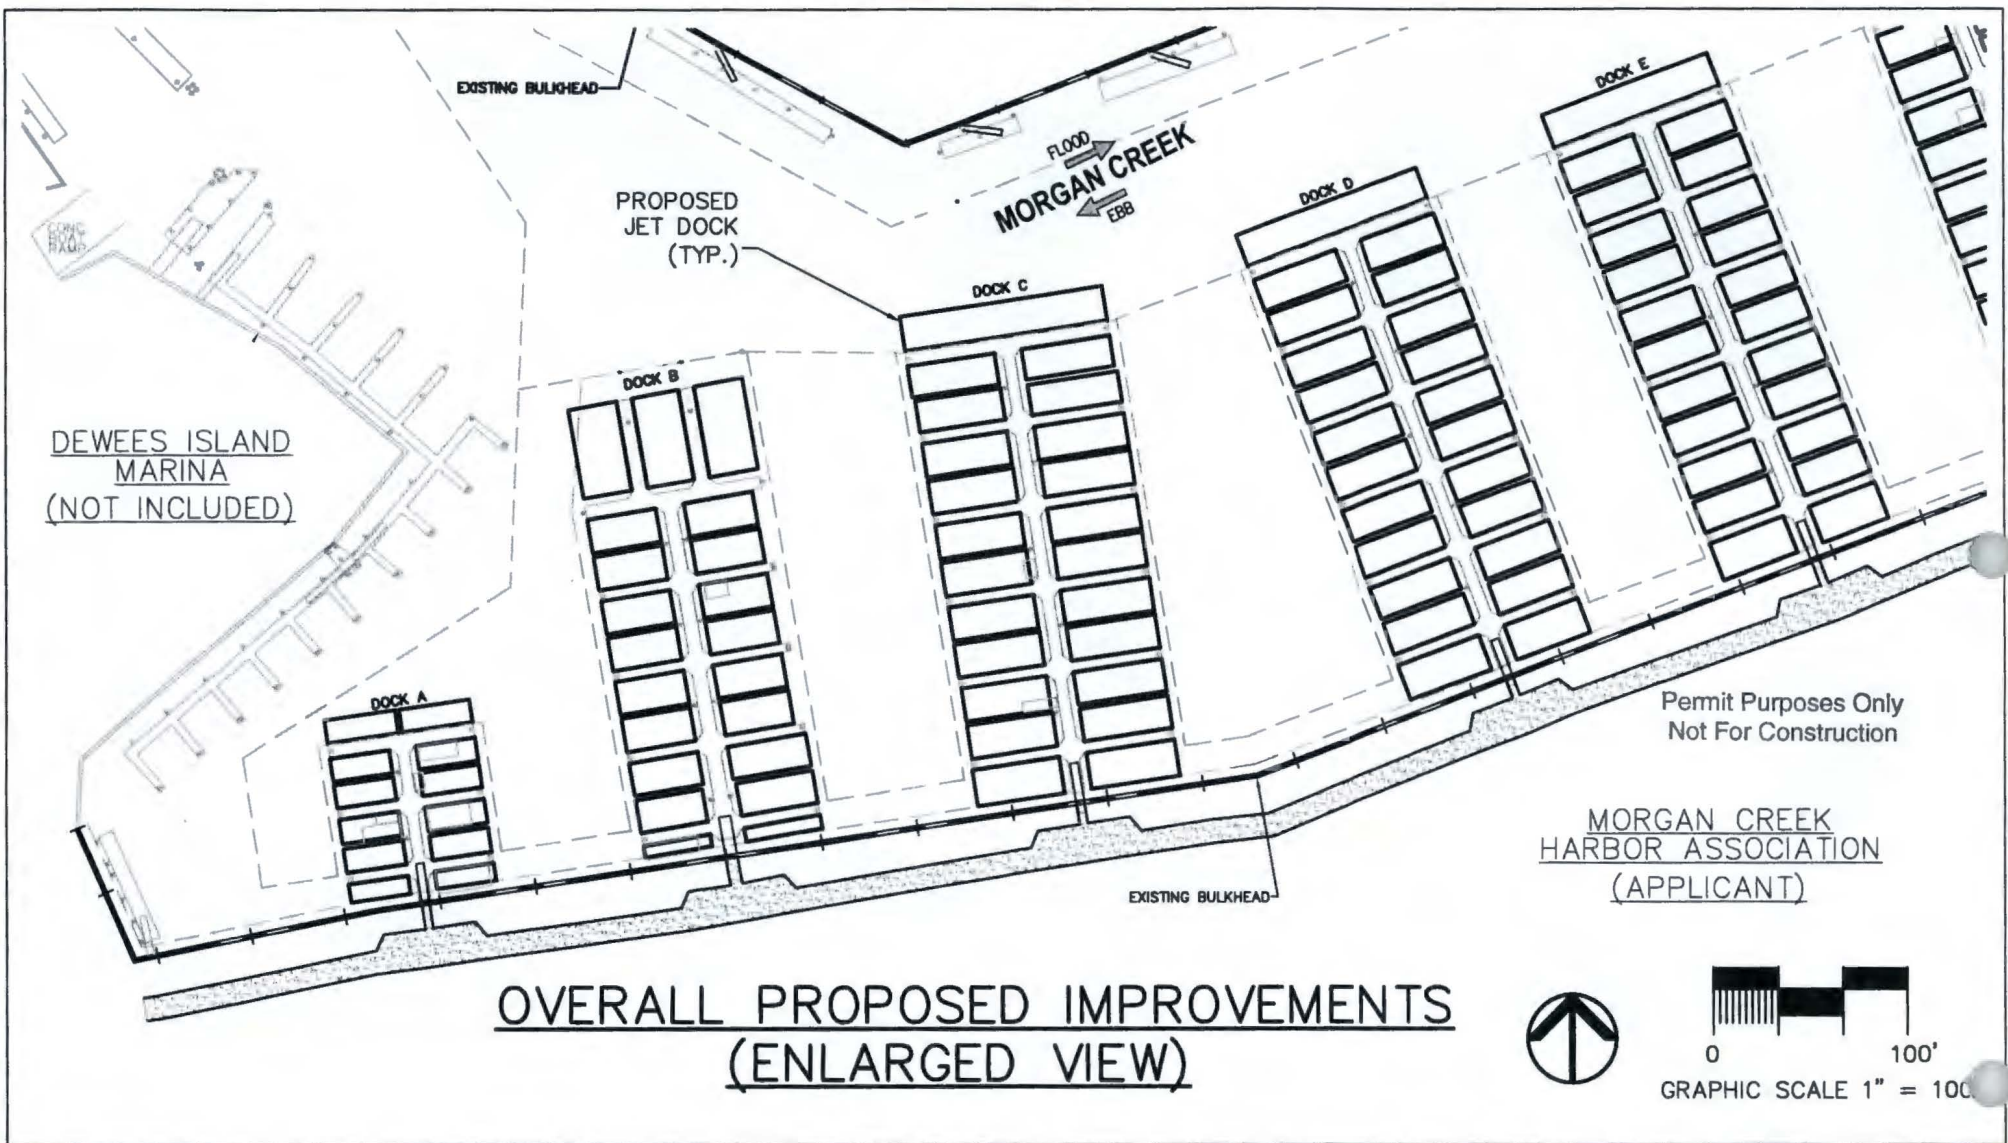 EXISTING BULKHEAD
DOCK E
FLOOD
MORGAN CREEK
EBB
DOCK D
PROPOSED
JET DOCK
(TYP.)
CONC
RAMP
DOCK C
DOCK B
DEWEES ISLAND
MARINA
(NOT INCLUDED)
DOCK A
Permit Purposes Only
Not For Construction
MORGAN CREEK
HARBOR ASSOCIATION
(APPLICANT)
EXISTING BULKHEAD
OVERALL PROPOSED IMPROVEMENTS
(ENLARGED VIEW)
0 100'
GRAPHIC SCALE 1" =